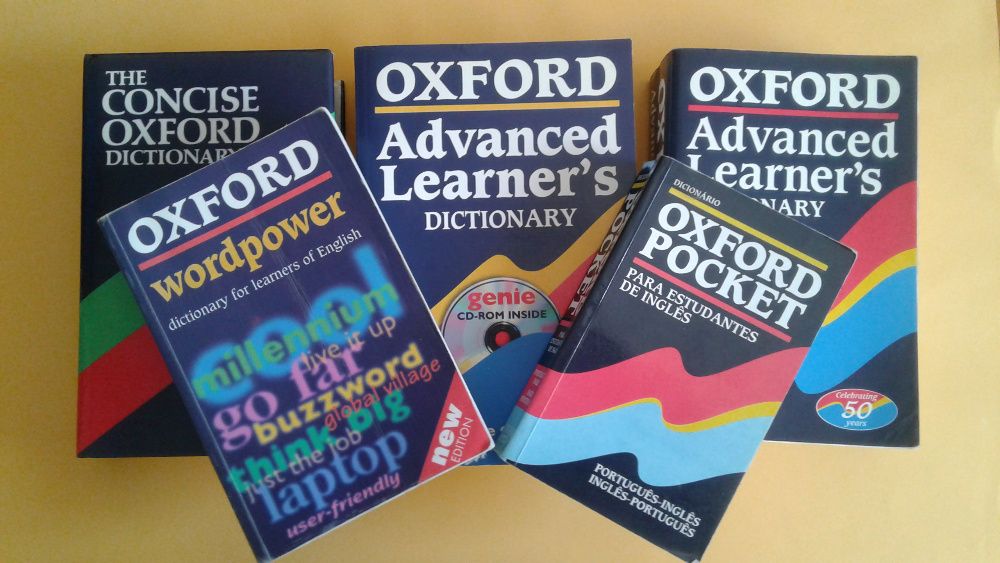 THE
CONCISE
OXFORD
DICTIONARY
OXFORD
Advanced
Learner's
DICTIONARY
genie
CD-ROM INSIDE
OXFORD
Advanced
Learner's
Celebrating
50
years
OXFORD
wordpower
dictionary for learners of English
cool
millennium
live it up
go far
buzzword
global village
think big
just the job
laptop
user-friendly
new
EDITION
POCKET
DICIONÁRIO
OXFORD
POCKET
PARA ESTUDANTES
DE INGLÊS
PORTUGUÊS-INGLÊS
INGLÊS-PORTUGUÊS